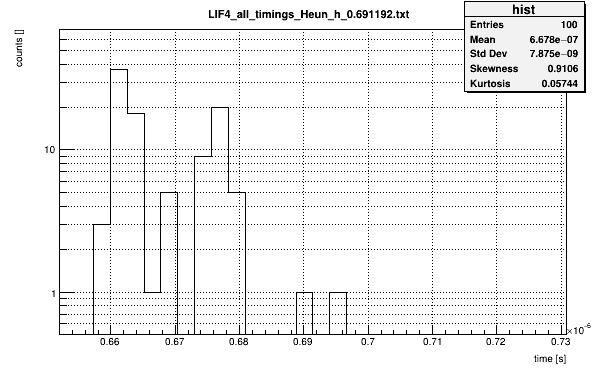 LIF4_all_timings_Heun_h_0.691192.txt
hist
Entries 100
Mean 6.678e−07
Std Dev 7.875e−09
Skewness 0.9106
Kurtosis 0.05744
counts []
10
1
0.66 0.67 0.68 0.69 0.7 0.71 0.72 0.73
×10⁻⁶
time [s]